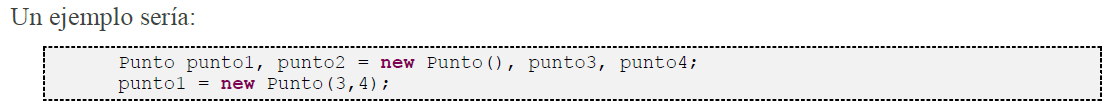 Un ejemplo sería:
Punto punto1, punto2 = new Punto(), punto3, punto4;
punto1 = new Punto(3,4);